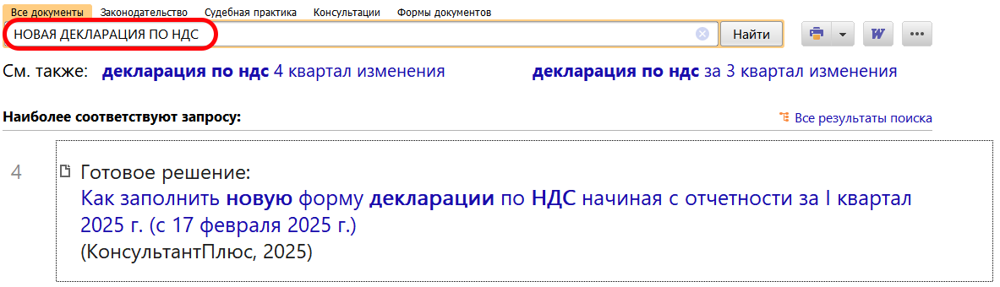 Все документы Законодательство Судебная практика Консультации Формы документов
НОВАЯ ДЕКЛАРАЦИЯ ПО НДС Найти W
См. также: декларация по ндс 4 квартал изменения декларация по ндс за 3 квартал изменения
Наиболее соответствуют запросу: Все результаты поиска
4 Готовое решение:
Как заполнить новую форму декларации по НДС начиная с отчетности за I квартал
2025 г. (с 17 февраля 2025 г.)
(КонсультантПлюс, 2025)